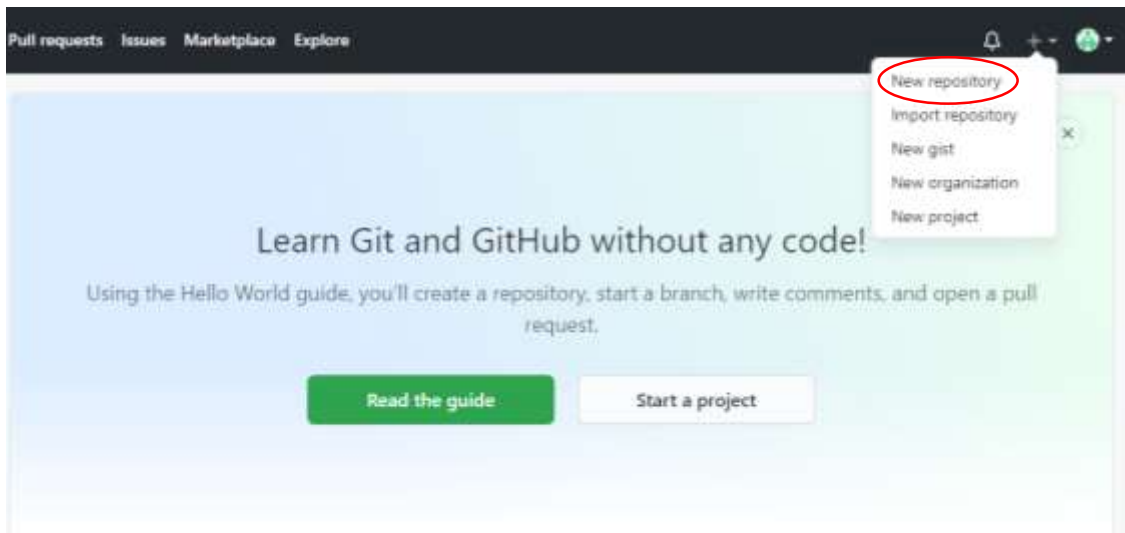 Pull requests Issues Marketplace Explore
New repository
Import repository
New gist
New organization
New project
Learn Git and GitHub without any code!
Using the Hello World guide, you'll create a repository, start a branch, write comments, and open a pull
request.
Read the guide
Start a project